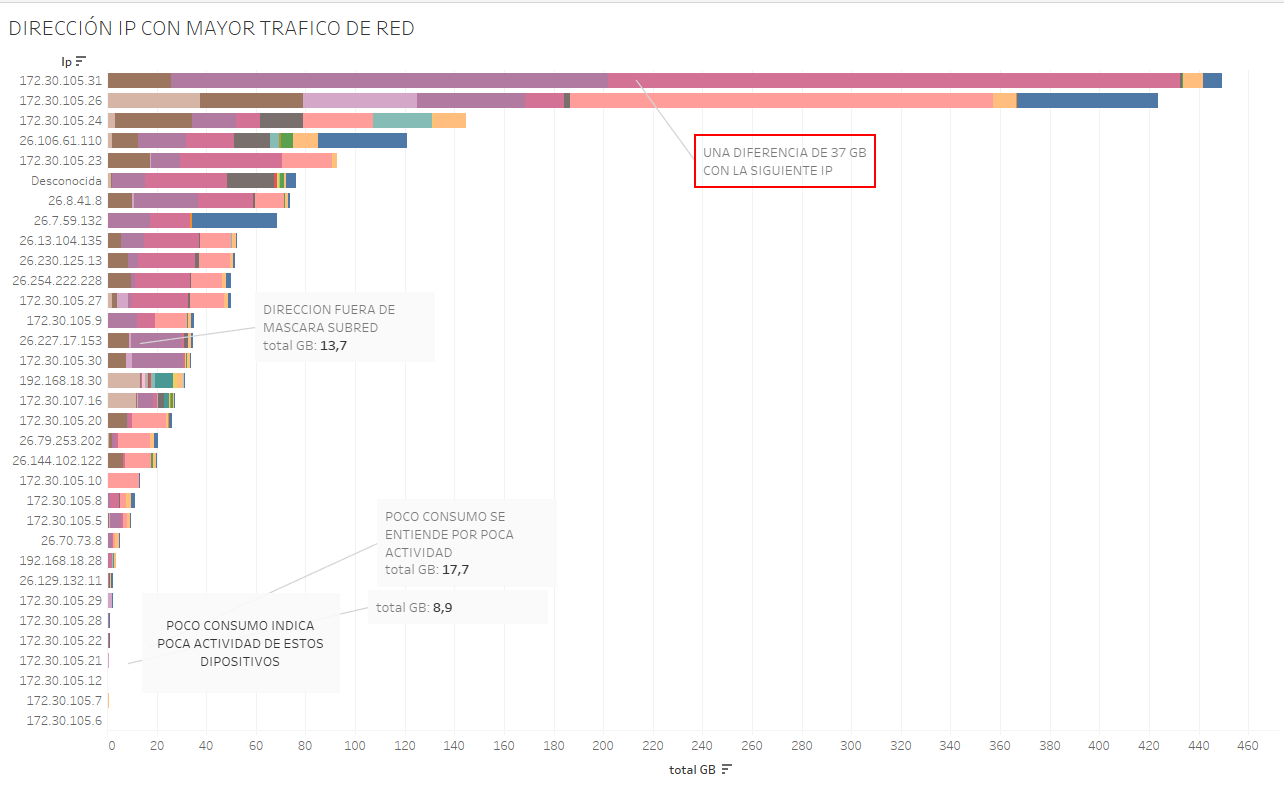 DIRECCIÓN IP CON MAYOR TRAFICO DE RED
Ip
172.30.105.31
172.30.105.26
172.30.105.24
26.106.61.110
172.30.105.23
Desconocida
26.8.41.8
26.7.59.132
26.13.104.135
26.230.125.13
26.254.222.228
172.30.105.27
172.30.105.9
26.227.17.153
172.30.105.30
192.168.18.30
172.30.107.16
172.30.105.20
26.79.253.202
26.144.102.122
172.30.105.10
172.30.105.8
172.30.105.5
26.70.73.8
192.168.18.28
26.129.132.11
172.30.105.29
172.30.105.28
172.30.105.22
172.30.105.21
172.30.105.12
172.30.105.7
172.30.105.6
UNA DIFERENCIA DE 37 GB
CON LA SIGUIENTE IP
DIRECCION FUERA DE
MASCARA SUBRED
total GB: 13,7
POCO CONSUMO SE
ENTIENDE POR POCA
ACTIVIDAD
total GB: 17,7
total GB: 8,9
POCO CONSUMO INDICA
POCA ACTIVIDAD DE ESTOS
DIPOSITIVOS
0 20 40 60 80 100 120 140 160 180 200 220 240 260 280 300 320 340 360 380 400 420 440 460
total GB